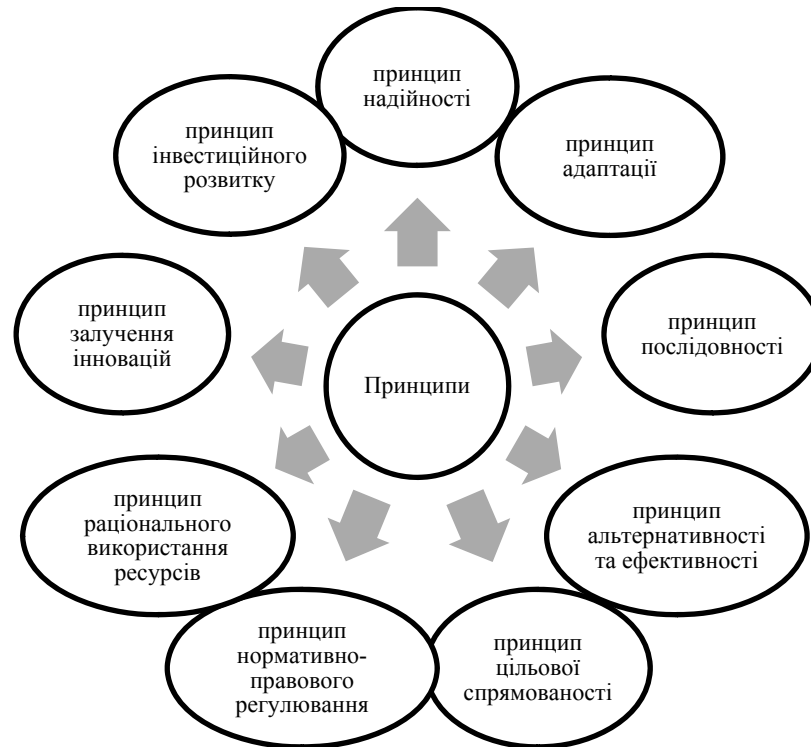 принцип
надійності
принцип
адаптації
принцип
послідовності
принцип
альтернативності
та ефективності
принцип
цільової
спрямованості
принцип
нормативно-
правового
регулювання
принцип
раціонального
використання
ресурсів
принцип
залучення
інновацій
принцип
інвестиційного
розвитку
Принципи